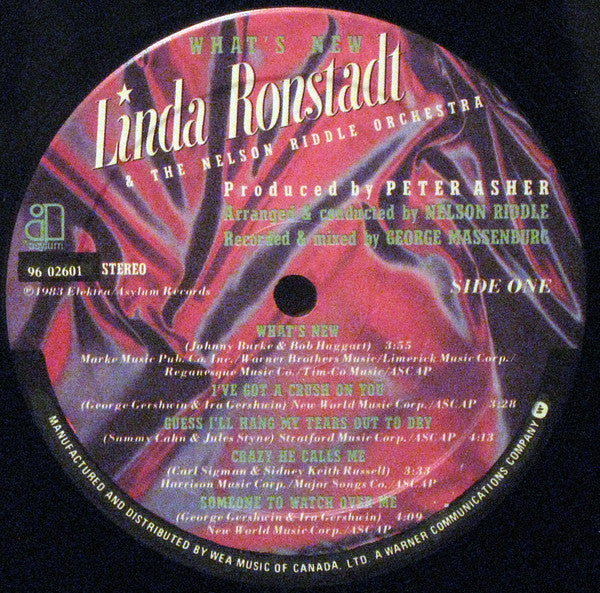 WHAT'S NEW
Linda Ronstadt
& THE NELSON RIDDLE ORCHESTRA
Produced by PETER ASHER
Arranged & conducted by NELSON RIDDLE
Recorded & mixed by GEORGE MASSENBURG
asylum
96 02601 STEREO
℗1983 Elektra/Asylum Records
SIDE ONE
WHAT'S NEW
(Johnny Burke & Bob Haggart) 3:55
Marke Music Pub. Co. Inc./Warner Brothers Music/Limerick Music Corp./
Reganesque Music Co./Tim-Co Music/ASCAP
I'VE GOT A CRUSH ON YOU
(George Gershwin & Ira Gershwin) New World Music Corp./ASCAP 3:28
GUESS I'LL HANG MY TEARS OUT TO DRY
(Sammy Cahn & Jules Styne) Stratford Music Corp./ASCAP 4:13
CRAZY HE CALLS ME
(Carl Sigman & Sidney Keith Russell) 3:33
Harrison Music Corp./Major Songs Co. ASCAP
SOMEONE TO WATCH OVER ME
(George Gershwin & Ira Gershwin) 4:09
New World Music Corp./ASCAP
MANUFACTURED AND DISTRIBUTED BY WEA MUSIC OF CANADA, LTD. A WARNER COMMUNICATIONS COMPANY